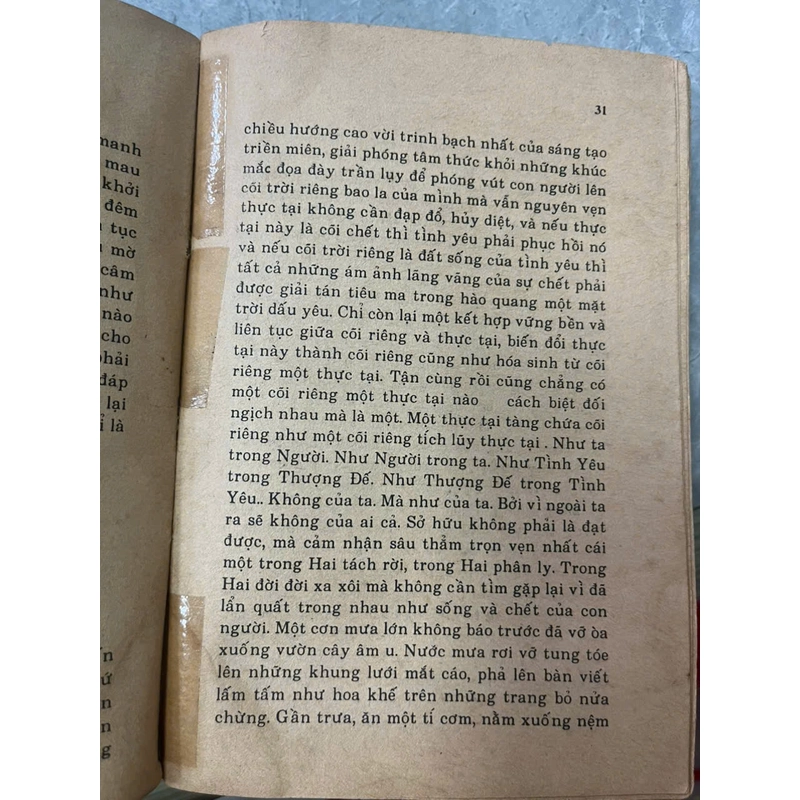 manh
mau
khởi
đêm
tục
mờ
câm
như
nào
cho
phải
đáp
lại
là
ứ
n
g
31
chiều hướng cao vời trinh bạch nhất của sáng tạo
triền miên, giải phóng tâm thức khỏi những khúc
mắc đọa đày trần lụy để phóng vút con người lên
cõi trời riêng bao la của mình mà vẫn nguyên vẹn
thực tại không cần đạp đổ, hủy diệt, và nếu thực
tại này là cõi chết thì tình yêu phải phục hồi nó
và nếu cõi trời riêng là đất sống của tình yêu thì
tất cả những ám ảnh lãng vãng của sự chết phải
được giải tán tiêu ma trong hào quang một mặt
trời dấu yêu. Chỉ còn lại một kết hợp vững bền và
liên tục giữa cõi riêng và thực tại, biến đổi thực
tại này thành cõi riêng cũng như hóa sinh từ cõi
riêng một thực tại. Tận cùng rồi cũng chẳng có
một cõi riêng một thực tại nào cách biệt đối
ngịch nhau mà là một. Một thực tại tàng chứa cõi
riêng như một cõi riêng tích lũy thực tại . Như ta
trong Người. Như Người trong ta. Như Tình Yêu
trong Thượng Đế. Như Thượng Đế trong Tình
Yêu.. Không của ta. Mà như của ta. Bởi vì ngoài ta
ra sẽ không của ai cả. Sở hữu không phải là đạt
được, mà cảm nhận sâu thẳm trọn vẹn nhất cái
một trong Hai tách rời, trong Hai phân ly. Trong
Hai đời đời xa xôi mà không cần tìm gặp lại vì đã
lẩn quất trong nhau như sống và chết của con
người. Một cơn mưa lớn không báo trước đã vỡ òa
xuống vườn cây âm u. Nước mưa rơi vỡ tung tóe
lên những khung lưới mắt cáo, phả lên bàn viết
lấm tấm như hoa khế trên những trang bỏ nửa
chừng. Gần trưa, ăn một tí cơm, nằm xuống nệm